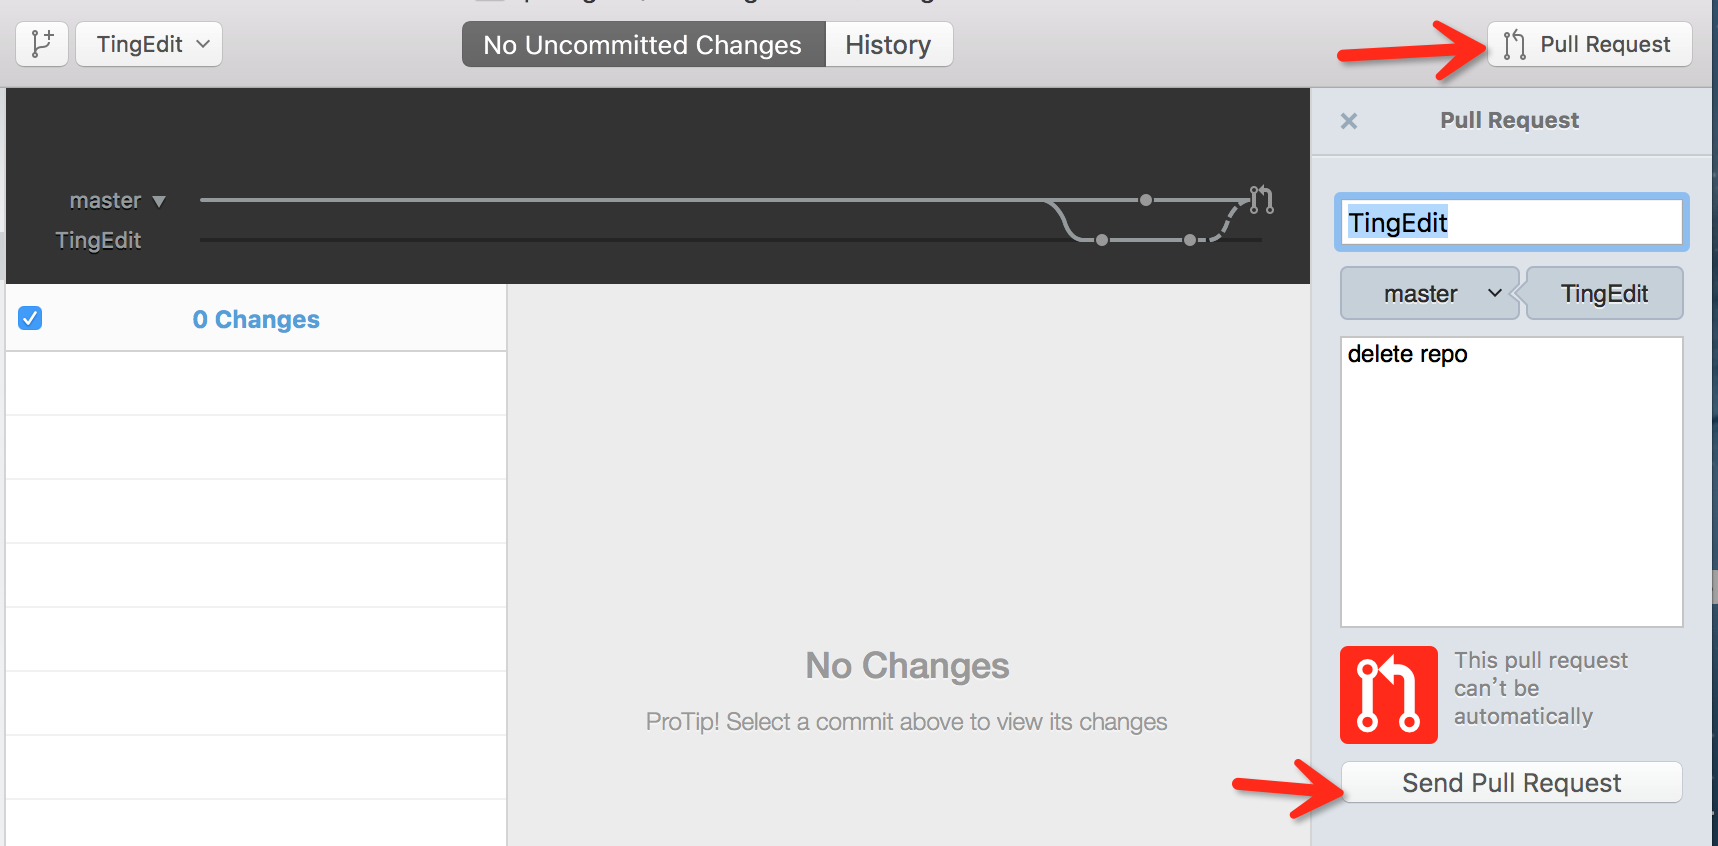 TingEdit
No Uncommitted Changes
History
Pull Request
Pull Request
master
TingEdit
TingEdit
master
TingEdit
0 Changes
delete repo
No Changes
ProTip! Select a commit above to view its changes
This pull request
can't be
automatically
Send Pull Request